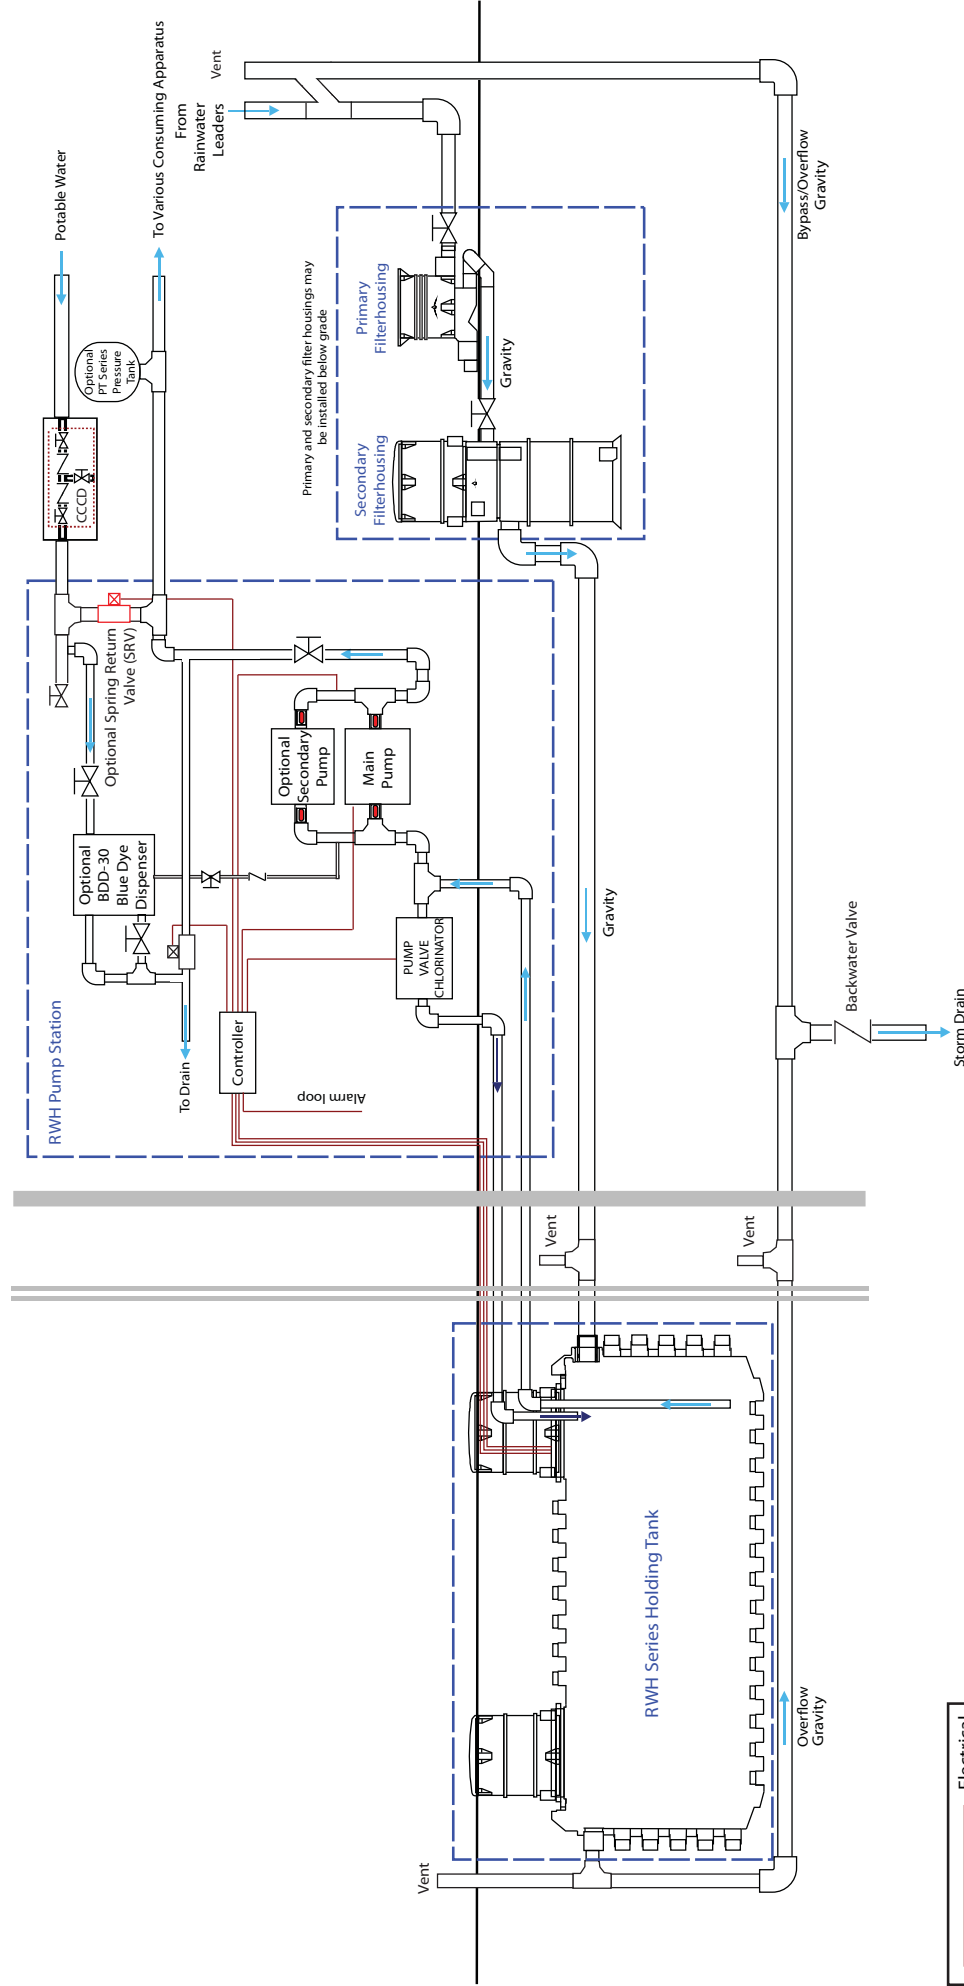 Vent
To Various Consuming Apparatus
Potable Water
From
Rainwater
Leaders
Bypass/Overflow
Gravity
Primary and secondary filter housings may
be installed below grade
Primary
Filterhousing
Gravity
Secondary
Filterhousing
Optional
PT Series
Pressure
Tank
CCCD
Optional Spring Return
Valve (SRV)
Optional
Secondary
Pump
Main
Pump
Optional
BDD-30
Blue Dye
Dispenser
PUMP
VALVE
CHLORINATOR
Gravity
Backwater Valve
Storm Drain
RWH Pump Station
To Drain
Controller
Alarm loop
Vent
Vent
RWH Series Holding Tank
Overflow
Gravity
Vent
Electrical